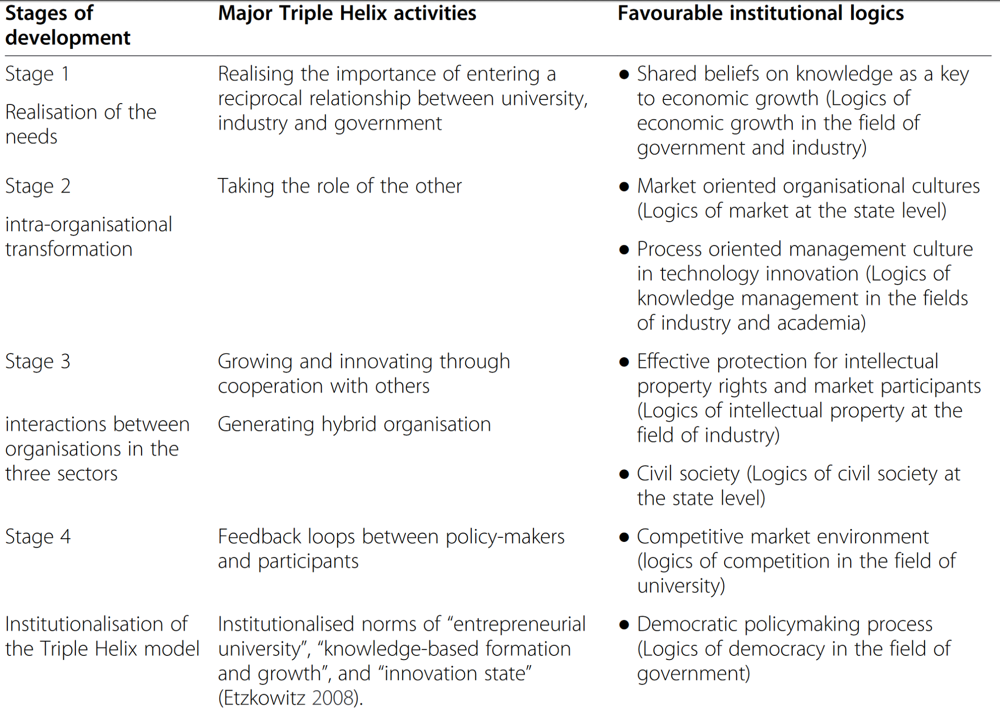 Stages of
development
Major Triple Helix activities
Favourable institutional logics
Stage 1
Realisation of the
needs
Realising the importance of entering a
reciprocal relationship between university,
industry and government
● Shared beliefs on knowledge as a key
to economic growth (Logics of
economic growth in the field of
government and industry)
Stage 2
intra-organisational
transformation
Taking the role of the other
● Market oriented organisational cultures
(Logics of market at the state level)
● Process oriented management culture
in technology innovation (Logics of
knowledge management in the fields
of industry and academia)
Stage 3
interactions between
organisations in the
three sectors
Growing and innovating through
cooperation with others
Generating hybrid organisation
● Effective protection for intellectual
property rights and market participants
(Logics of intellectual property at the
field of industry)
● Civil society (Logics of civil society at
the state level)
Stage 4
Institutionalisation of
the Triple Helix model
Feedback loops between policy-makers
and participants
Institutionalised norms of “entrepreneurial
university”, “knowledge-based formation
and growth”, and “innovation state”
(Etzkowitz 2008).
● Competitive market environment
(logics of competition in the field of
university)
● Democratic policymaking process
(Logics of democracy in the field of
government)